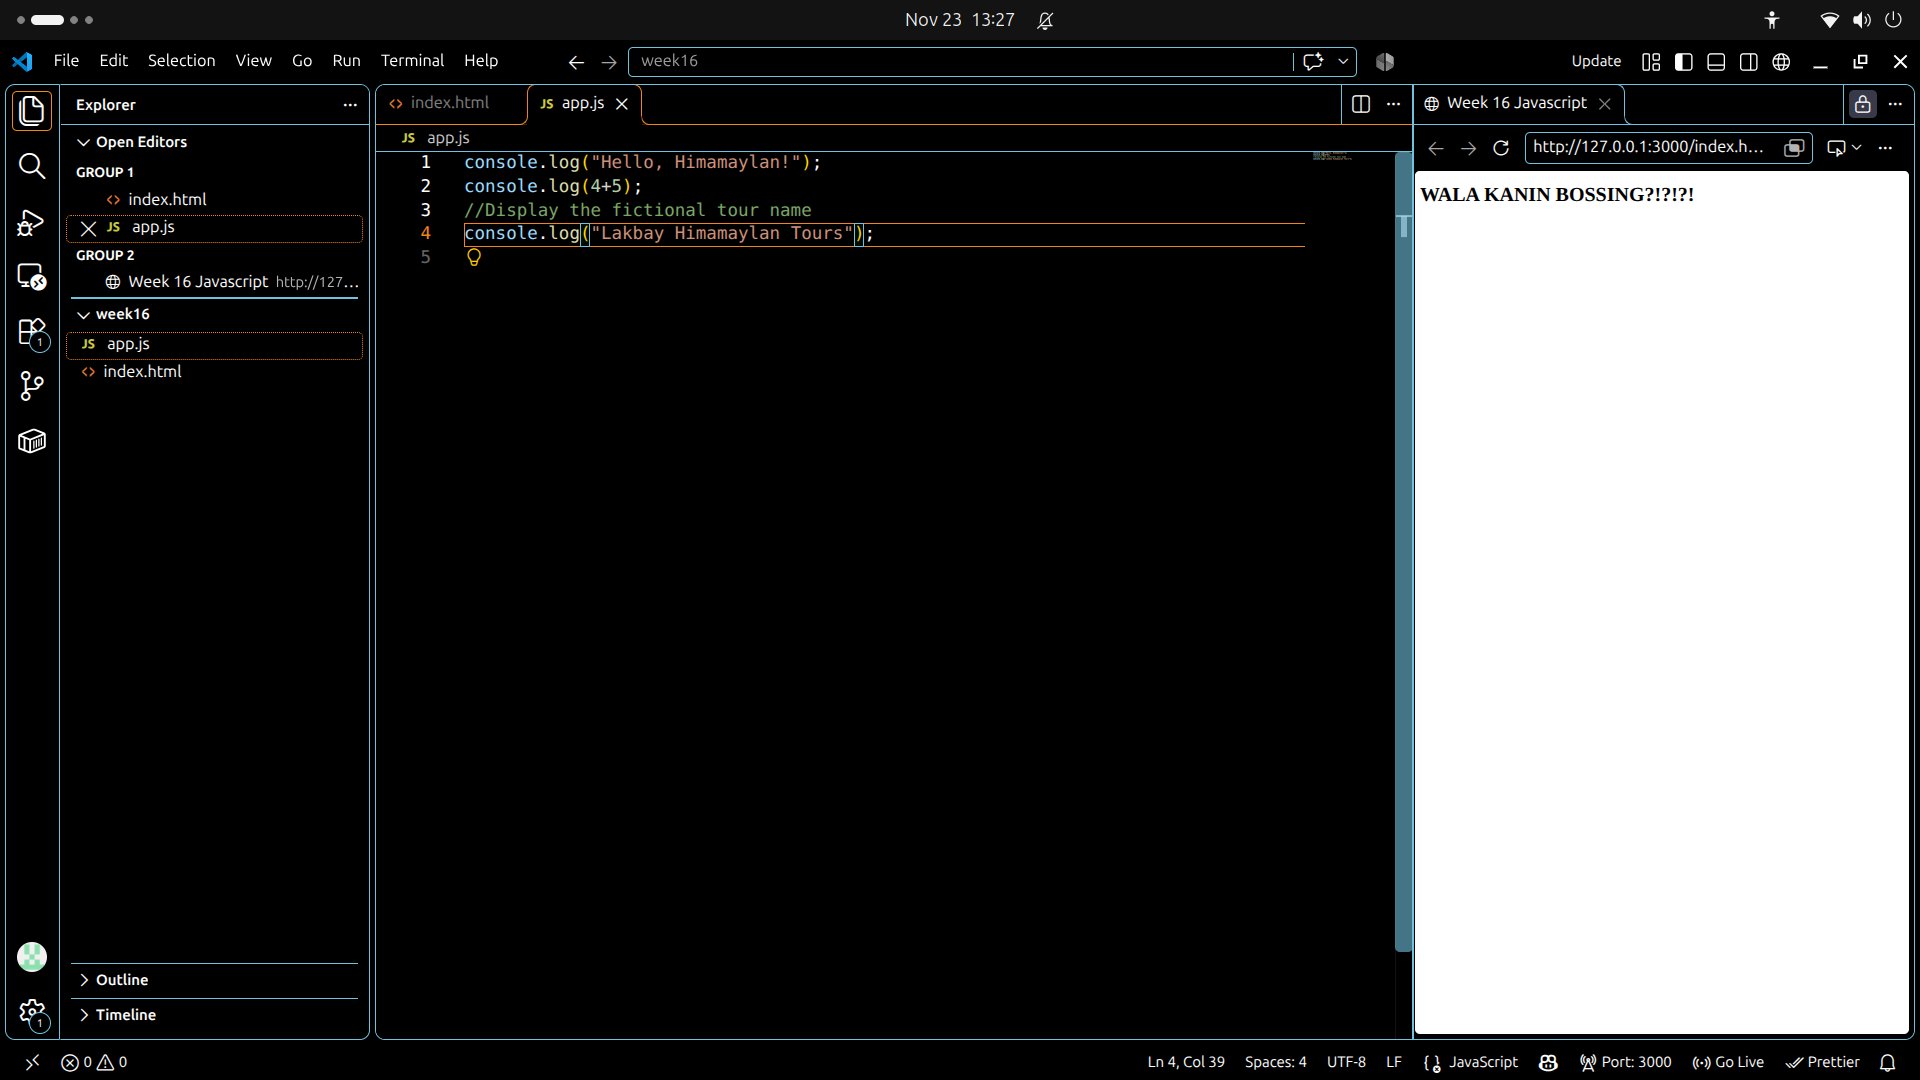 Nov 23 13:27
File Edit Selection View Go Run Terminal Help
week16
Update
Explorer
Open Editors
GROUP 1
index.html
JS app.js
GROUP 2
Week 16 Javascript http://127...
week16
JS app.js
index.html
Outline
Timeline
index.html
JS app.js
JS app.js
1 console.log("Hello, Himamaylan!");
2 console.log(4+5);
3 //Display the fictional tour name
4 console.log("Lakbay Himamaylan Tours");
5
Week 16 Javascript
http://127.0.0.1:3000/index.h...
WALA KANIN BOSSING?!?!?!
1
1
0 0
Ln 4, Col 39 Spaces: 4 UTF-8 LF JavaScript Port: 3000 Go Live Prettier